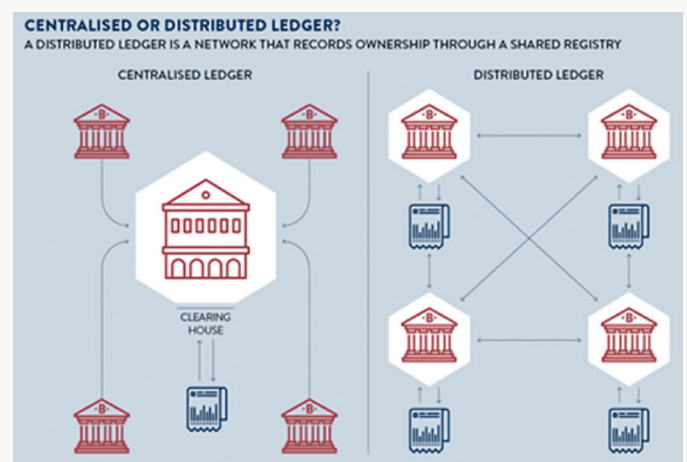 CENTRALISED OR DISTRIBUTED LEDGER?
A DISTRIBUTED LEDGER IS A NETWORK THAT RECORDS OWNERSHIP THROUGH A SHARED REGISTRY
CENTRALISED LEDGER
DISTRIBUTED LEDGER
B
B
B
B
CLEARING
HOUSE
B
B
B
B